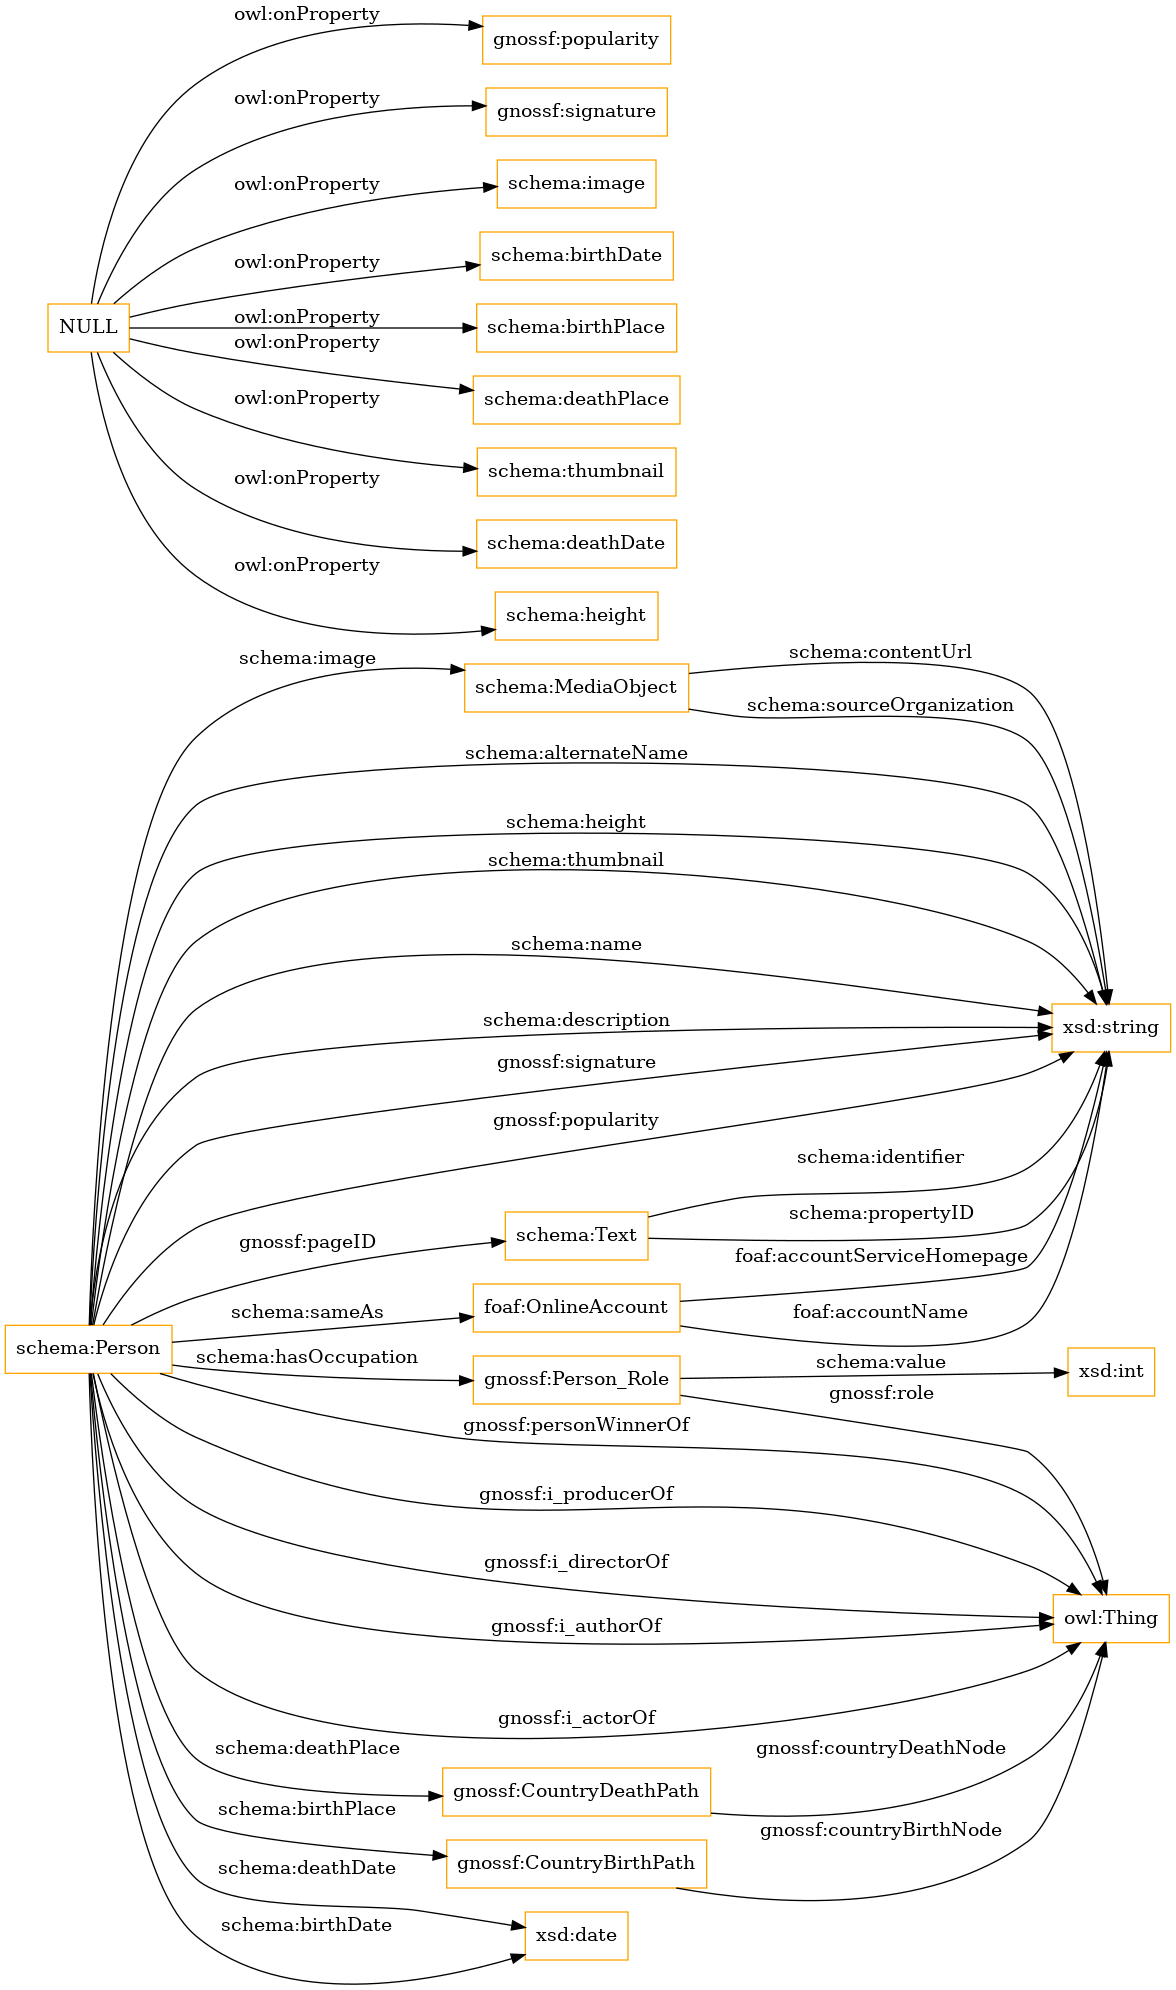 owl:onProperty
gnossf:popularity
owl:onProperty
gnossf:signature
owl:onProperty
schema:image
owl:onProperty
schema:birthDate
NULL
owl:onProperty
schema:birthPlace
owl:onProperty
schema:deathPlace
owl:onProperty
schema:thumbnail
owl:onProperty
schema:deathDate
owl:onProperty
schema:height
schema:image
schema:MediaObject
schema:contentUrl
schema:sourceOrganization
schema:alternateName
schema:height
schema:thumbnail
schema:name
schema:description
xsd:string
gnossf:signature
gnossf:popularity
schema:identifier
schema:propertyID
gnossf:pageID
schema:Text
foaf:accountServiceHomepage
schema:sameAs
foaf:OnlineAccount
foaf:accountName
schema:Person
schema:hasOccupation
gnossf:Person_Role
schema:value
xsd:int
gnossf:role
gnossf:personWinnerOf
gnossf:i_producerOf
gnossf:i_directorOf
owl:Thing
gnossf:i_authorOf
gnossf:i_actorOf
schema:deathPlace
gnossf:countryDeathNode
gnossf:CountryDeathPath
schema:birthPlace
gnossf:countryBirthNode
gnossf:CountryBirthPath
schema:deathDate
schema:birthDate
xsd:date